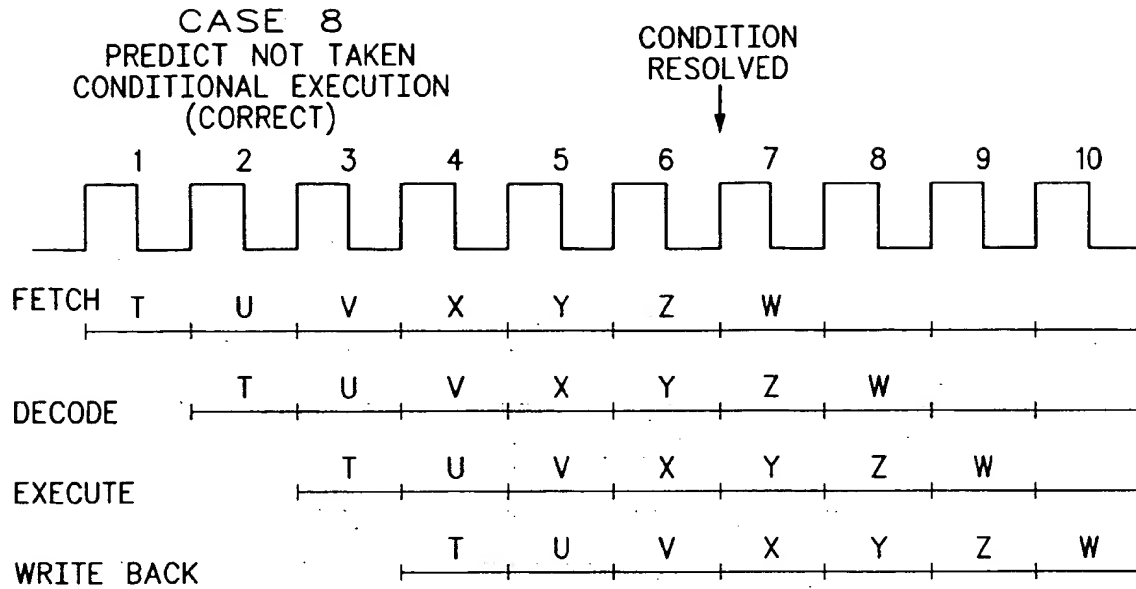 CASE 8
PREDICT NOT TAKEN
CONDITIONAL EXECUTION
(CORRECT)
CONDITION
RESOLVED
1 2 3 4 5 6 7 8 9 10
FETCH T U V X Y Z W
DECODE T U V X Y Z W
EXECUTE T U V X Y Z W
WRITE BACK T U V X Y Z W